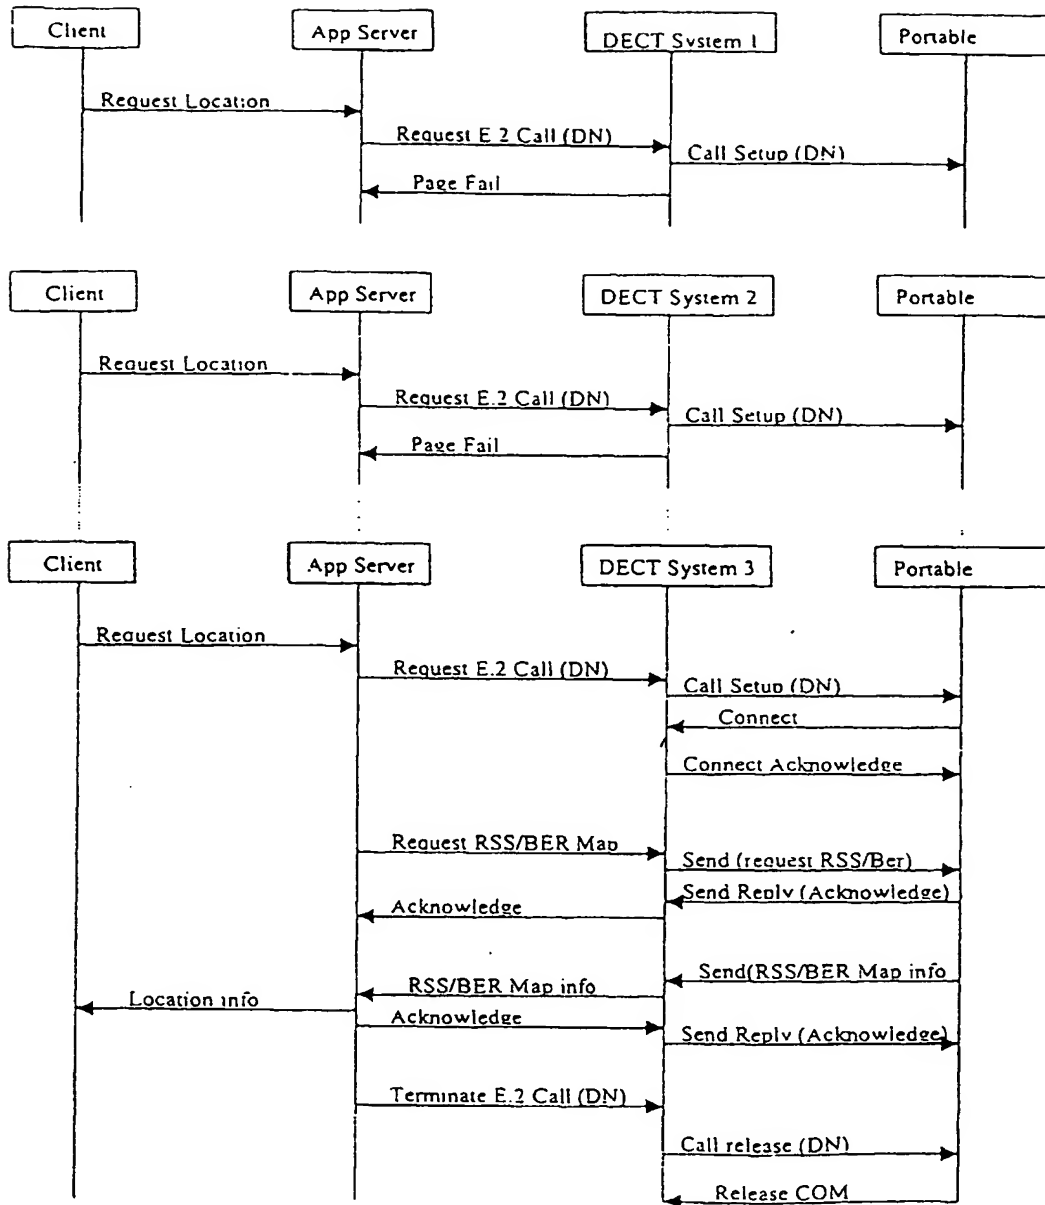 Client
App Server
DECT System 1
Portable
Request Location
Request E.2 Call (DN)
Call Setup (DN)
Page Fail
Client
App Server
DECT System 2
Portable
Request Location
Request E.2 Call (DN)
Call Setup (DN)
Page Fail
Client
App Server
DECT System 3
Portable
Request Location
Request E.2 Call (DN)
Call Setup (DN)
Connect
Connect Acknowledge
Request RSS/BER Map
Send (request RSS/Ber)
Send Reply (Acknowledge)
Acknowledge
Send(RSS/BER Map info
RSS/BER Map info
Location info
Acknowledge
Send Reply (Acknowledge)
Terminate E.2 Call (DN)
Call release (DN)
Release COM